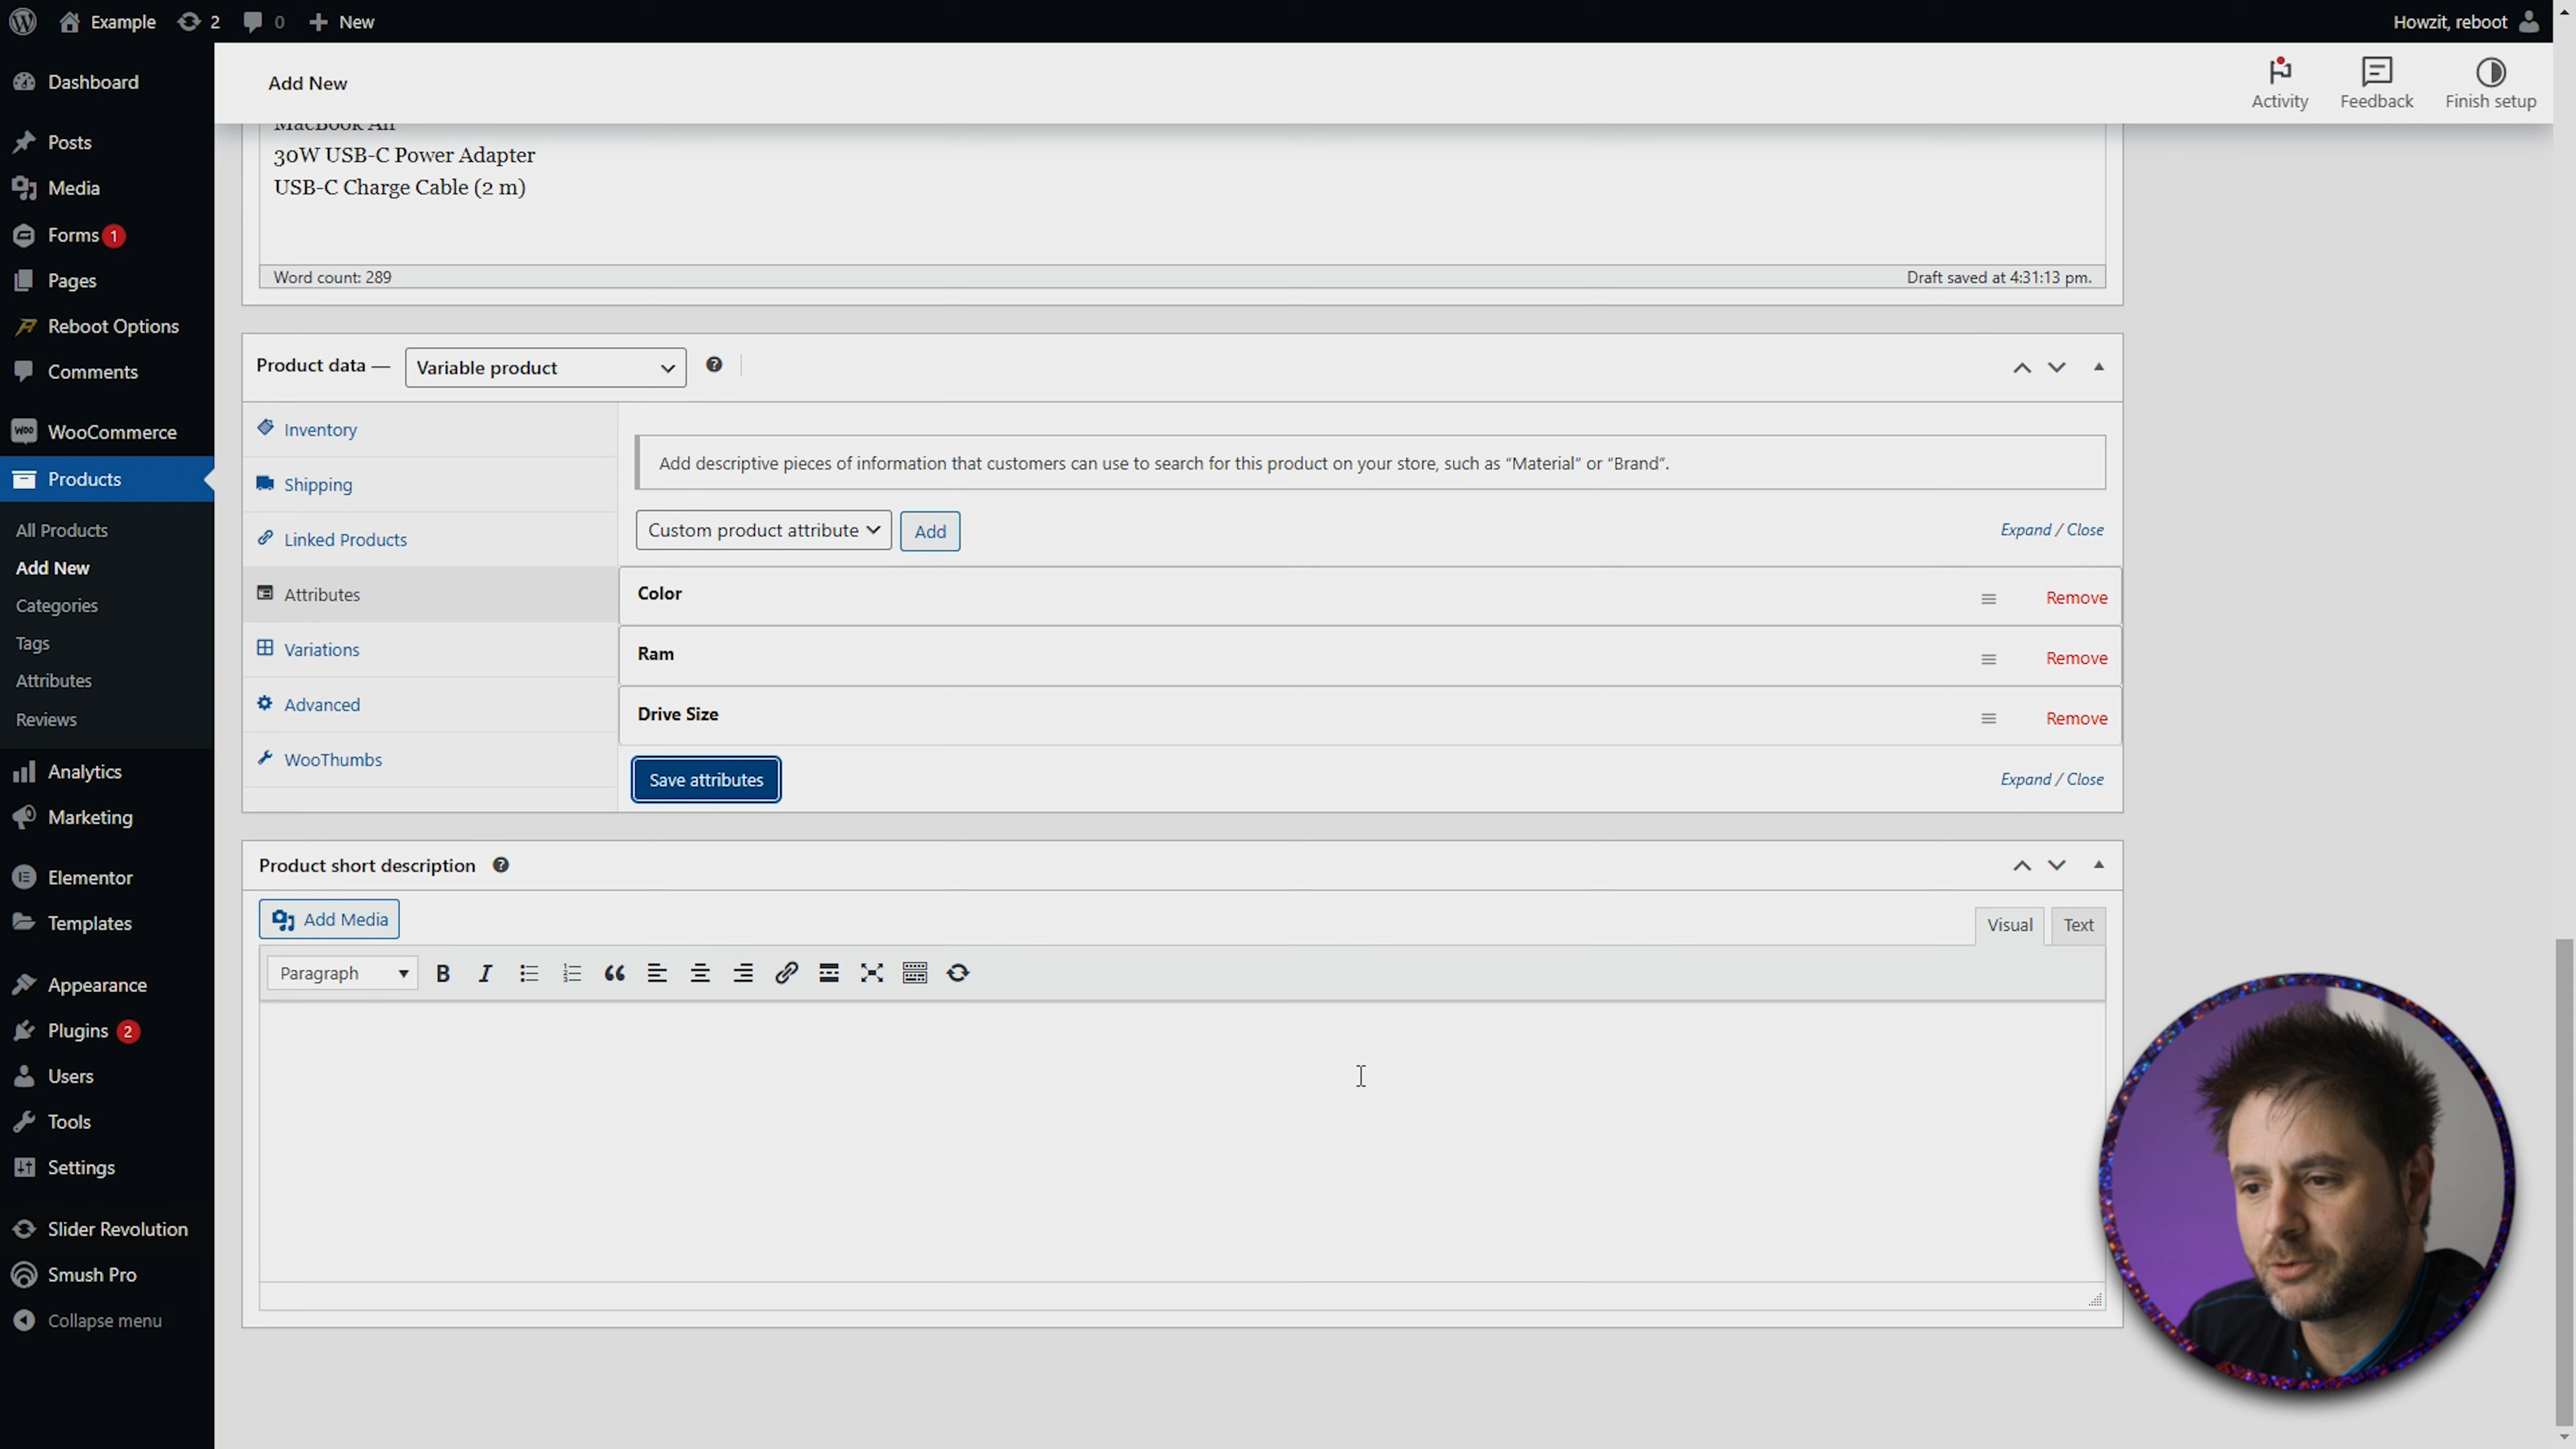 Example
2
0
New
Howzit, reboot
Dashboard
Posts
Media
Forms 1
Pages
Reboot Options
Comments
WooCommerce
Products
All Products
Add New
Categories
Tags
Attributes
Reviews
Analytics
Marketing
Elementor
Templates
Appearance
Plugins 2
Users
Tools
Settings
Slider Revolution
Smush Pro
Collapse menu
Add New
Activity
Feedback
Finish setup
MacBook Air
30W USB-C Power Adapter
USB-C Charge Cable (2 m)
Word count: 289
Draft saved at 4:31:13 pm.
Product data —
Variable product
Inventory
Shipping
Linked Products
Attributes
Variations
Advanced
WooThumbs
Add descriptive pieces of information that customers can use to search for this product on your store, such as “Material” or “Brand”.
Custom product attribute
Add
Expand / Close
Color
Remove
Ram
Remove
Drive Size
Remove
Save attributes
Expand / Close
Product short description
Add Media
Visual
Text
Paragraph